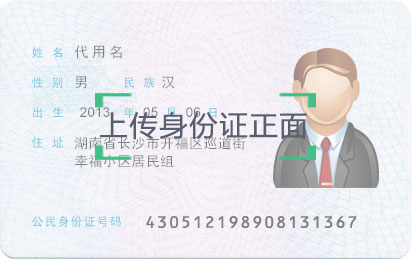 姓名 代用名
性别 男 民族 汉
出生 2013 年 05 月 06 日
上传身份证正面
住址 湖南省长沙市开福区巡道街
幸福小区居民组
公民身份证号码 430512198908131367